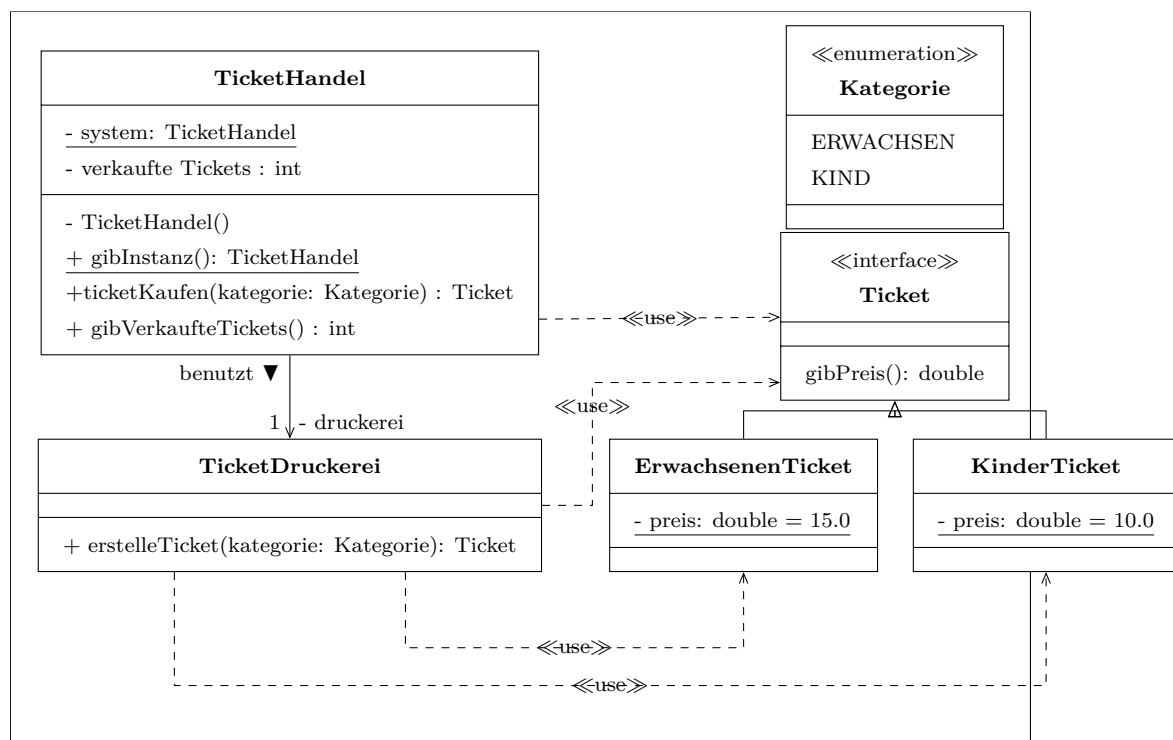 TicketHandel
- system: TicketHandel
- verkaufte Tickets : int
- TicketHandel()
+ gibInstanz(): TicketHandel
+ticketKaufen(kategorie: Kategorie) : Ticket
+ gibVerkaufteTickets() : int
≪enumeration≫
Kategorie
ERWACHSEN
KIND
≪interface≫
Ticket
gibPreis(): double
≪use≫
benutzt ▼
1 - druckerei
≪use≫
TicketDruckerei
+ erstelleTicket(kategorie: Kategorie): Ticket
ErwachsenenTicket
- preis: double = 15.0
KinderTicket
- preis: double = 10.0
≪use≫
≪use≫